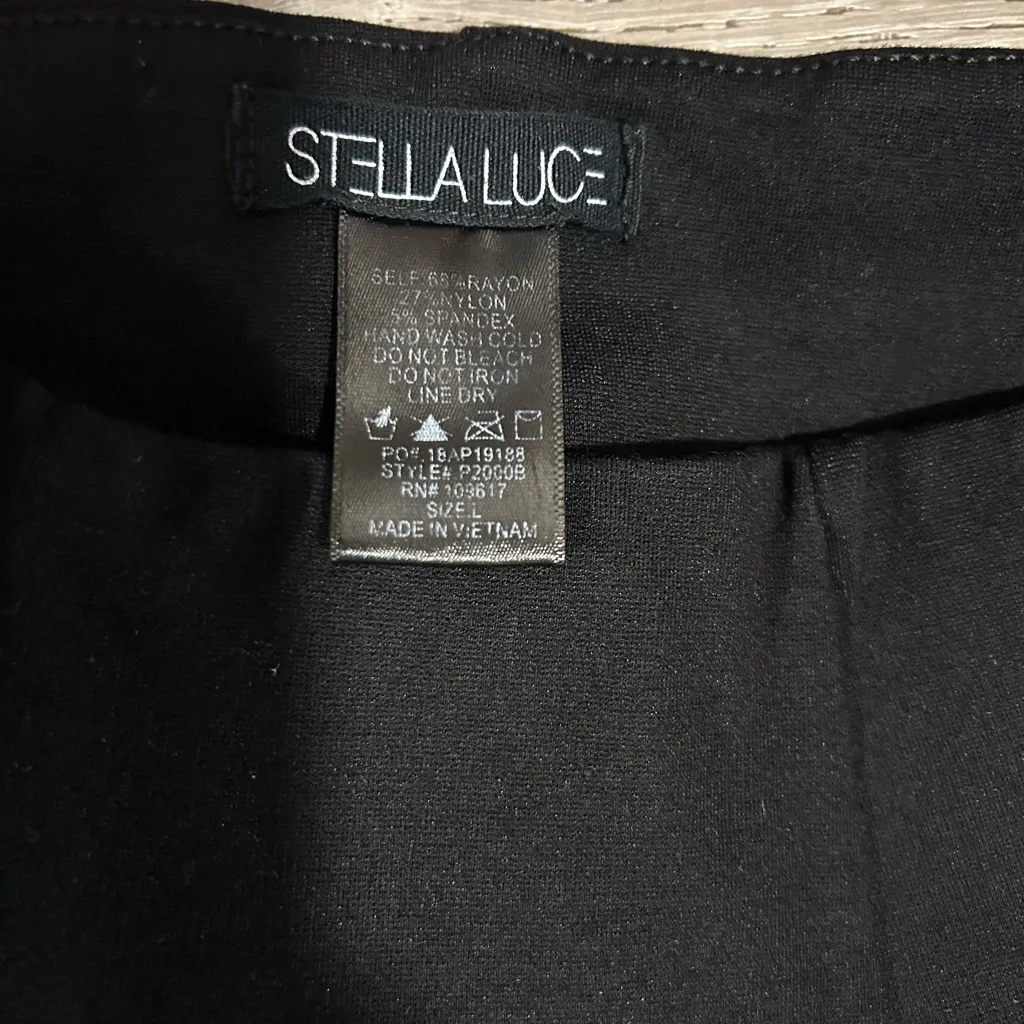 STELLA LUCE
SELF 68% RAYON
27% NYLON
5% SPANDEX
HAND WASH COLD
DO NOT BLEACH
DO NOT IRON
LINE DRY
PO#.18AP19188
STYLE# P2000B
RN# 109617
SIZE.L
MADE IN VIETNAM